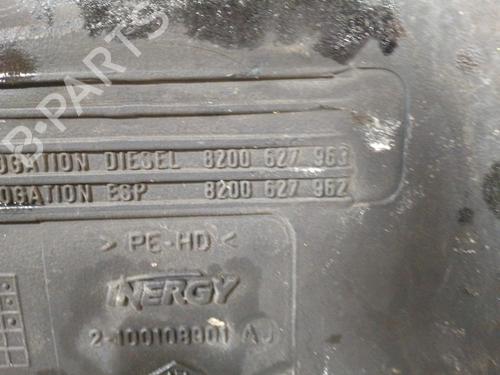 B-PARTS
OGATION DIESEL 8200 627 963
OGATION ESP 8200 627 962
> PE-HD <
INERGY
2-100108901 AJ